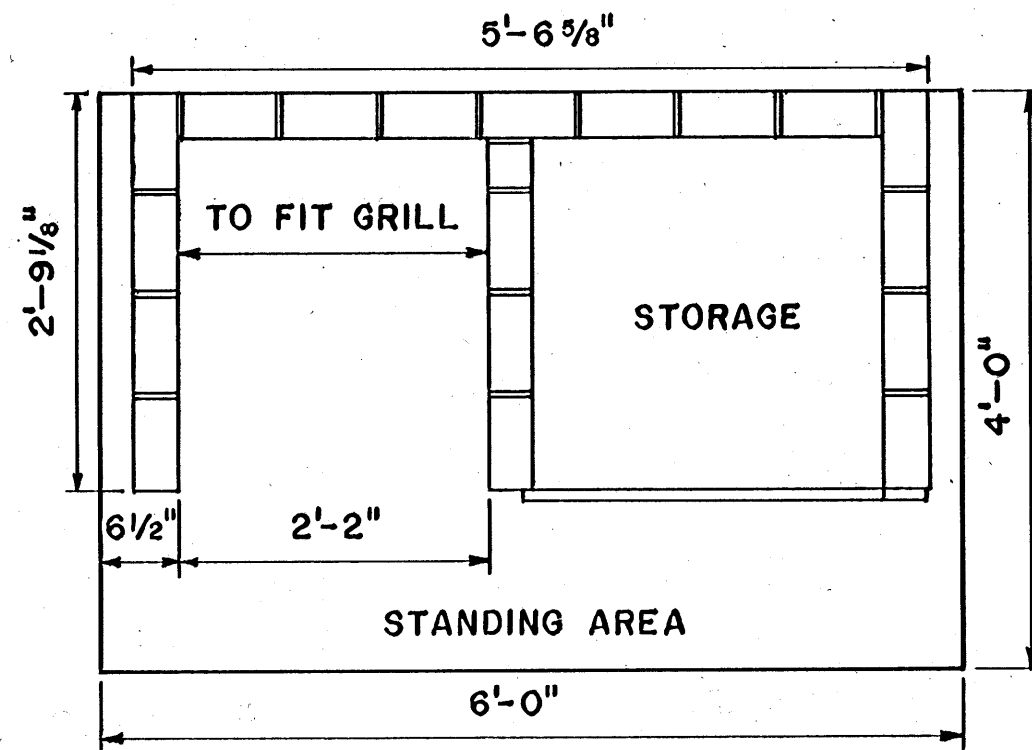 5'-6 5/8"
2'-9 1/8"
TO FIT GRILL
STORAGE
4'-0"
6 1/2"
2'-2"
STANDING AREA
6'-0"